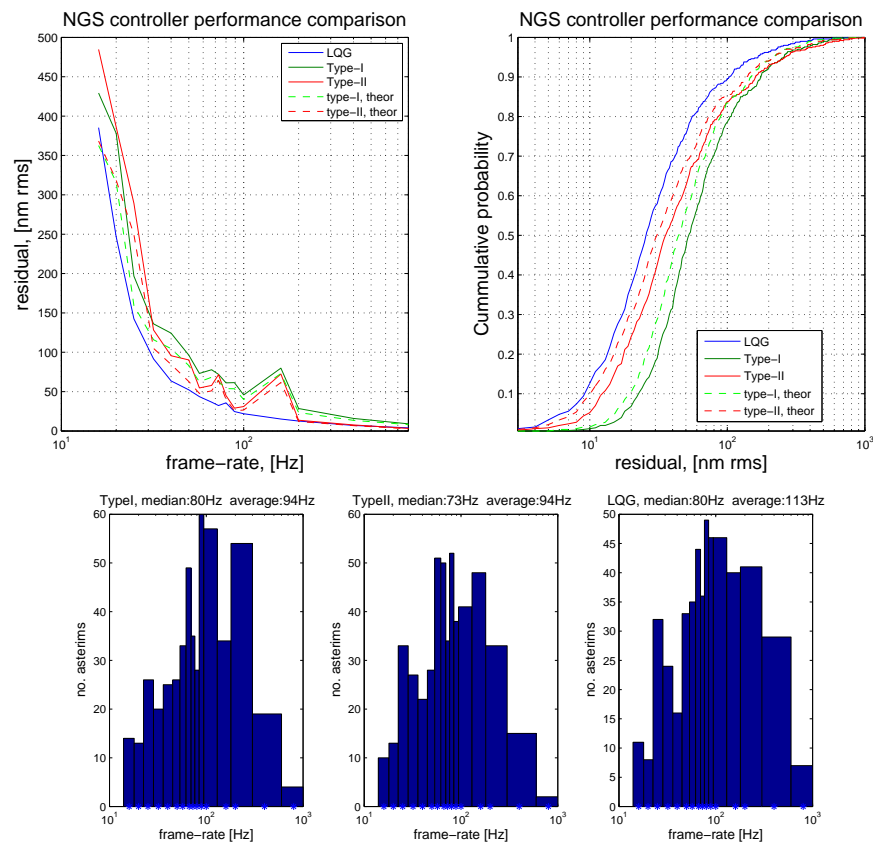 NGS controller performance comparison
500
450
400
350
300
250
200
150
100
50
0
residual, [nm rms]
10^1
10^2
frame-rate, [Hz]
LQG
Type-I
Type-II
type-I, theor
type-II, theor
NGS controller performance comparison
1
0.9
0.8
0.7
0.6
0.5
0.4
0.3
0.2
0.1
Cummulative probability
10^1
10^2
10^3
residual, [nm rms]
LQG
Type-I
Type-II
type-I, theor
type-II, theor
TypeI, median:80Hz average:94Hz
60
50
40
30
20
10
0
no. asterims
10^1
10^2
10^3
frame-rate [Hz]
TypeII, median:73Hz average:94Hz
60
50
40
30
20
10
0
no. asterims
10^1
10^2
10^3
frame-rate [Hz]
LQG, median:80Hz average:113Hz
50
45
40
35
30
25
20
15
10
5
0
no. asterims
10^1
10^2
10^3
frame-rate [Hz]